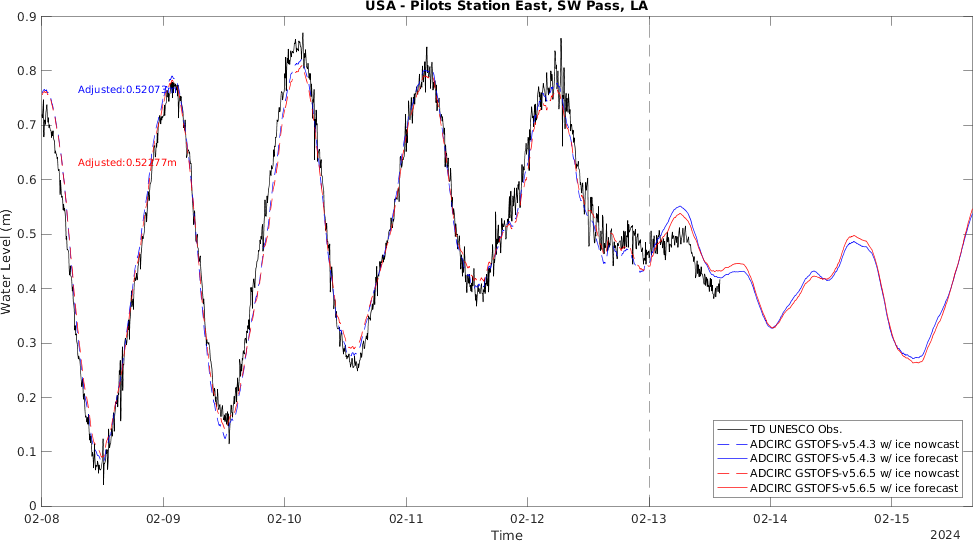 USA - Pilots Station East, SW Pass, LA
0.9
0.8
0.7
0.6
0.5
0.4
0.3
0.2
0.1
0
Water Level (m)
Adjusted:0.52073
Adjusted:0.52277m
TD UNESCO Obs.
ADCIRC GSTOFS-v5.4.3 w/ ice nowcast
ADCIRC GSTOFS-v5.4.3 w/ ice forecast
ADCIRC GSTOFS-v5.6.5 w/ ice nowcast
ADCIRC GSTOFS-v5.6.5 w/ ice forecast
02-08 02-09 02-10 02-11 02-12 02-13 02-14 02-15
Time
2024